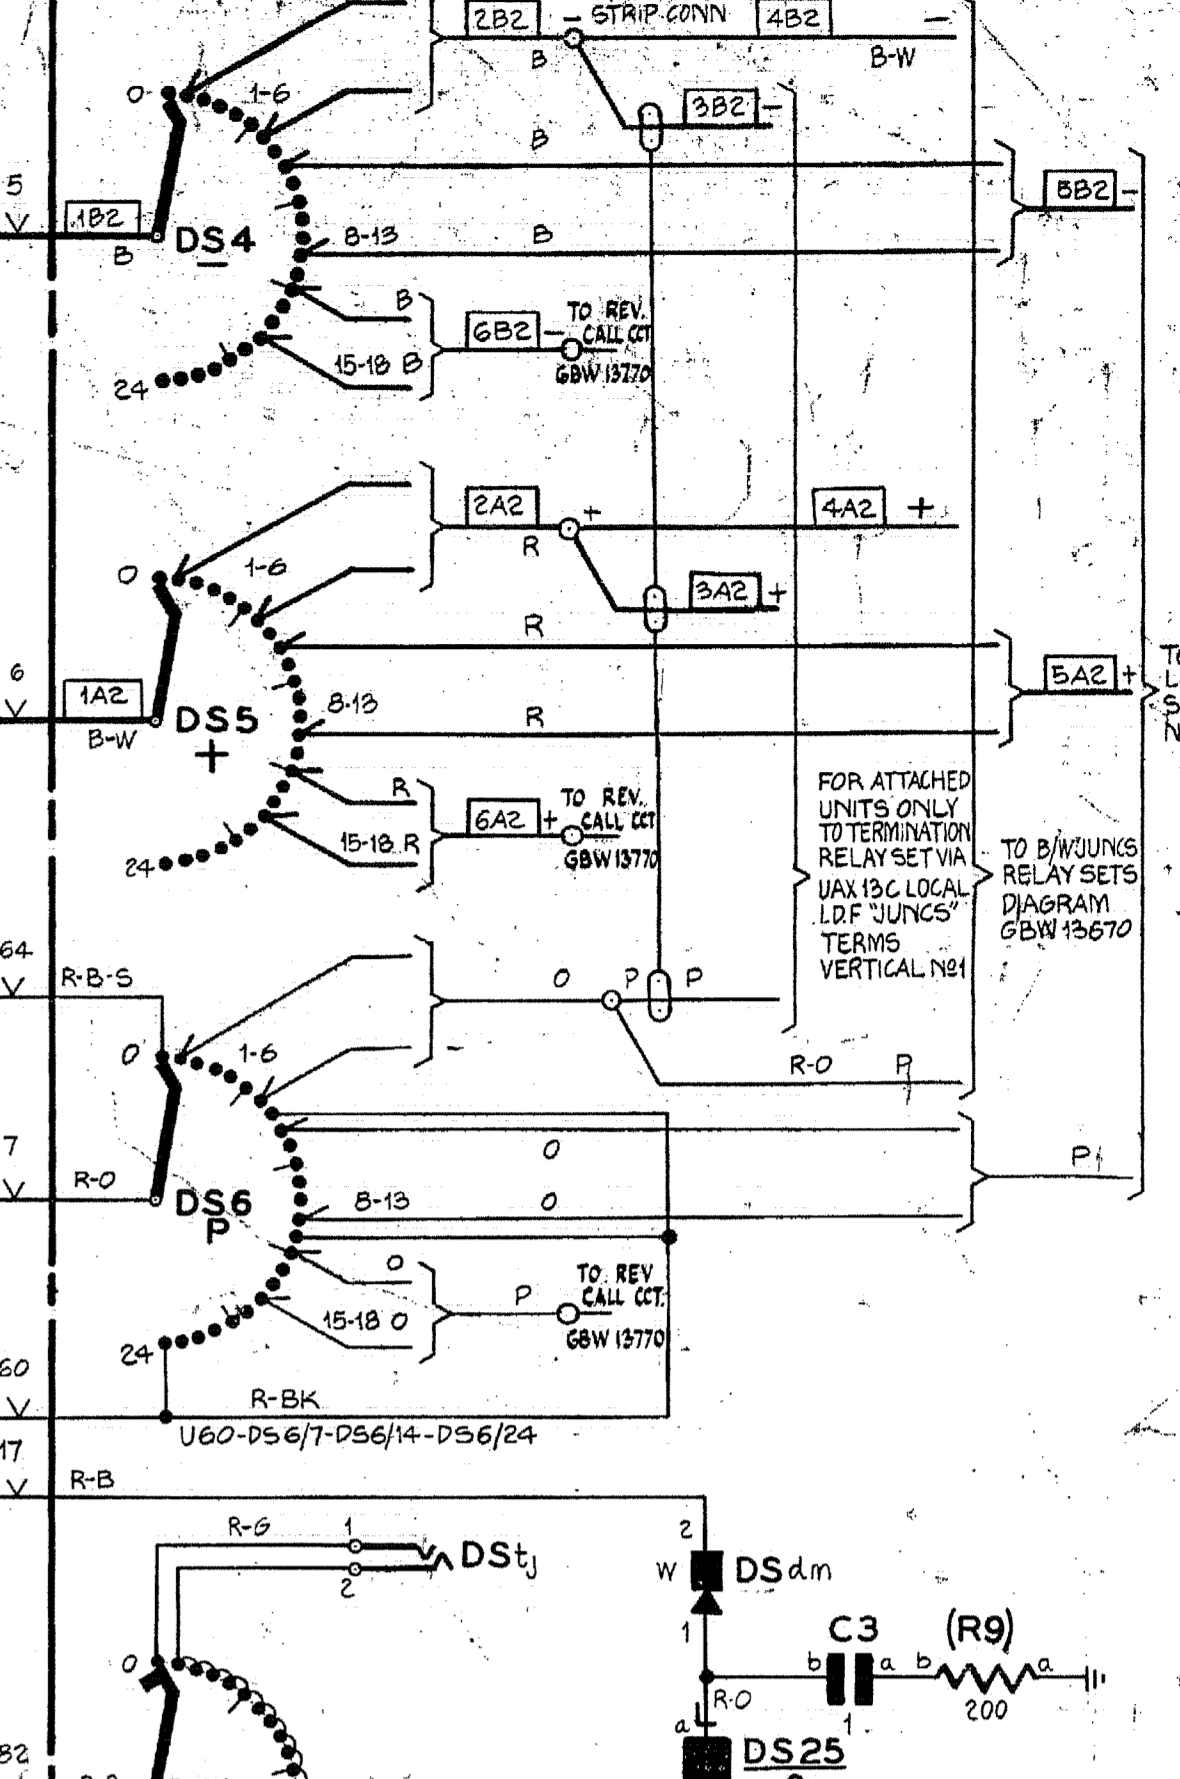 2B2
–
STRIP CONN
4B2
–
B
B-W
0
1-6
3B2
–
B
5
1B2
B
DS4
–
8-13
B
5B2
–
B
6B2
–
TO REV.
CALL CCT
GBW 13770
15-18 B
24
2A2
+
R
4A2
+
0
1-6
3A2
+
R
6
1A2
B-W
DS5
+
8-13
R
5A2
+
R
6A2
+
TO REV.
CALL CCT
GBW 13770
15-18 R
24
FOR ATTACHED
UNITS ONLY
TO TERMINATION
RELAY SET VIA
UAX 13C LOCAL
I.D.F "JUNCS"
TERMS
VERTICAL Nº1
TO B/W JUNCS
RELAY SETS
DIAGRAM
GBW 13670
64
R-B-S
O
P
P
0
1-6
R-O
P
7
R-O
DS6
P
O
8-13
O
P
O
P
TO REV
CALL CCT.
GBW 13770
15-18 O
24
60
R-BK
U60-DS6/7-DS6/14-DS6/24
17
R-B
R-G
1
2
DStj
2
W
DSdm
1
C3
(R9)
b
a
b
a
R-O
1
200
a
DS25
0
82